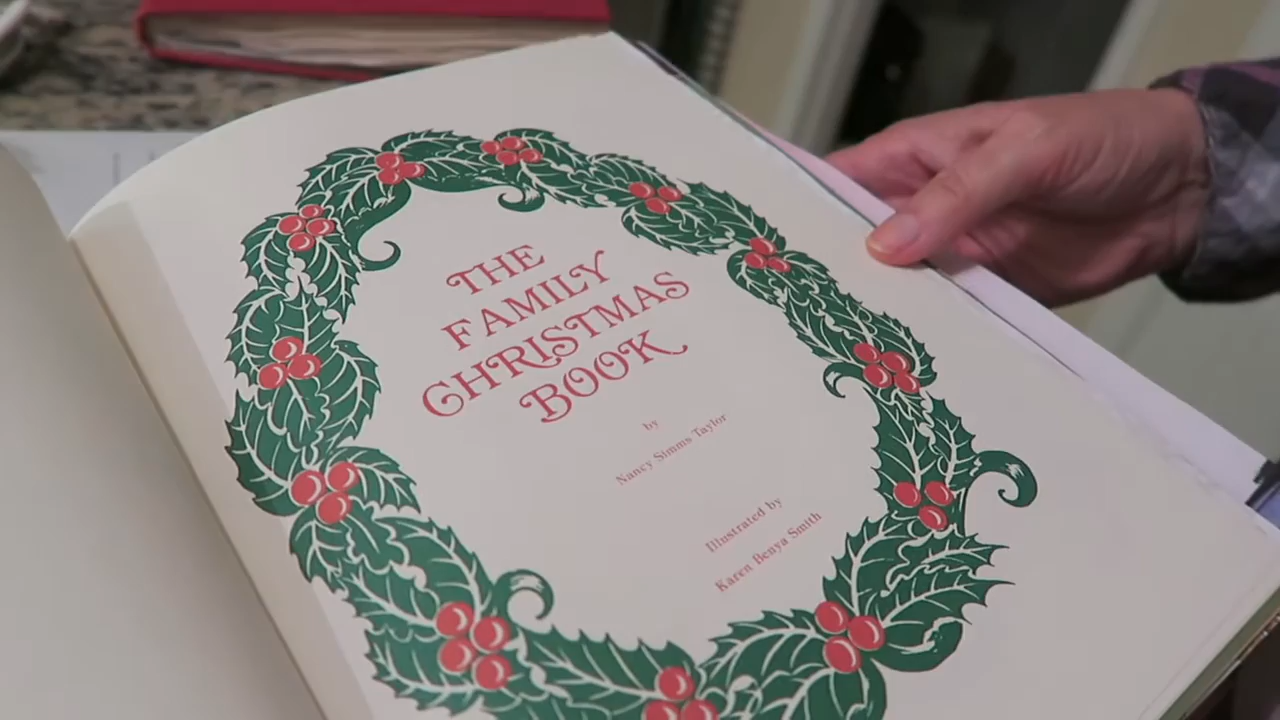 THE
FAMILY
CHRISTMAS
BOOK
by
Nancy Simms Taylor
Illustrated by
Karen Benya Smith